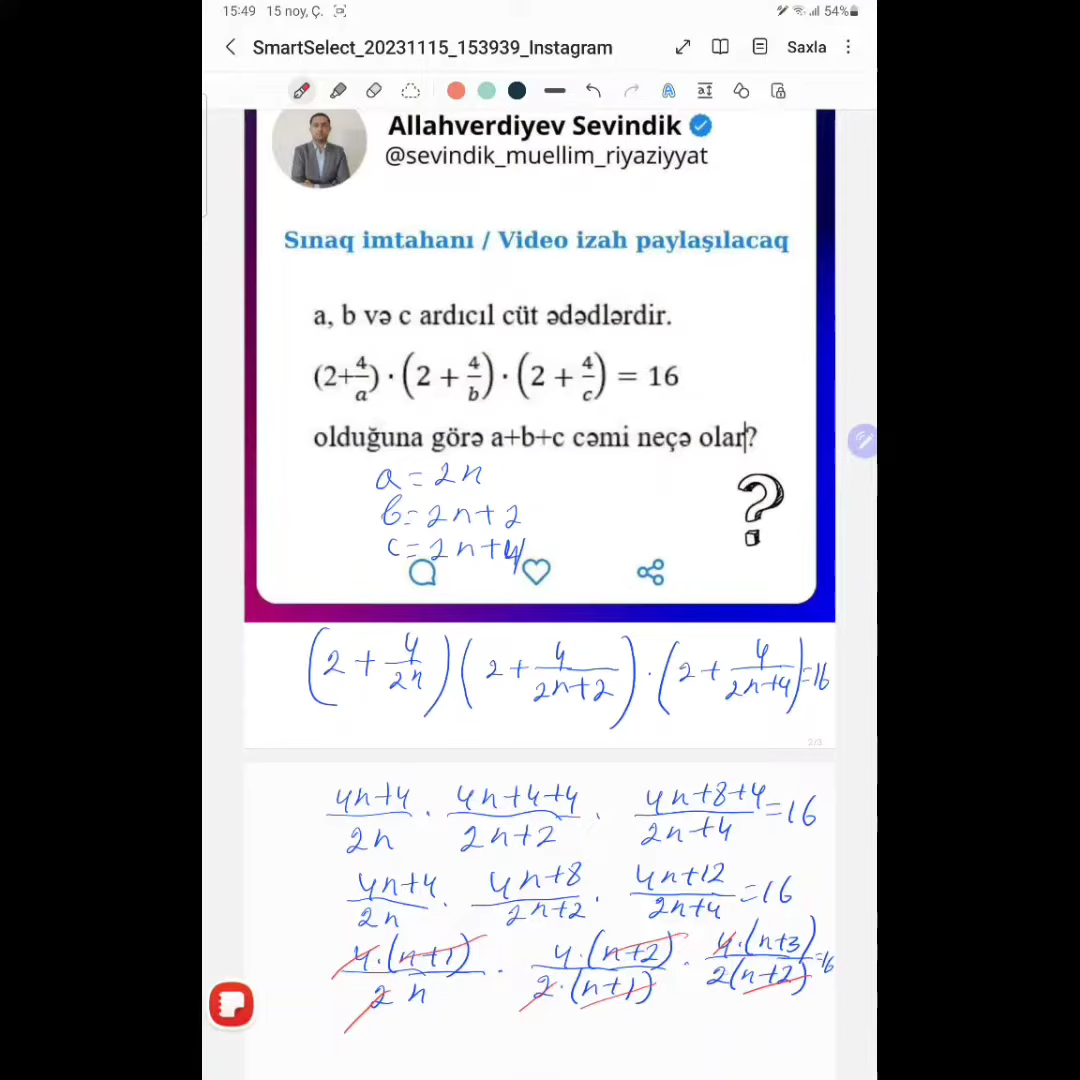 15:49 15 noy, Ç. 54%
SmartSelect_20231115_153939_Instagram Saxla
Allahverdiyev Sevindik
@sevindik_muellim_riyaziyyat
Sınaq imtahanı / Video izah paylaşılacaq
a, b və c ardıcıl cüt ədədlərdir.
(2+4/a) · (2 + 4/b) · (2 + 4/c) = 16
olduğuna görə a+b+c cəmi neçə olar?
a = 2n
b = 2n+2
c = 2n+4
?
(2 + 4/2n) (2 + 4/2n+2) · (2 + 4/2n+4) = 16
2/3
4n+4/2n · 4n+4+4/2n+2 · 4n+8+4/2n+4 = 16
4n+4/2n · 4n+8/2n+2 · 4n+12/2n+4 = 16
4·(n+1)/2n · 4·(n+2)/2·(n+1) · 4·(n+3)/2(n+2) = 16